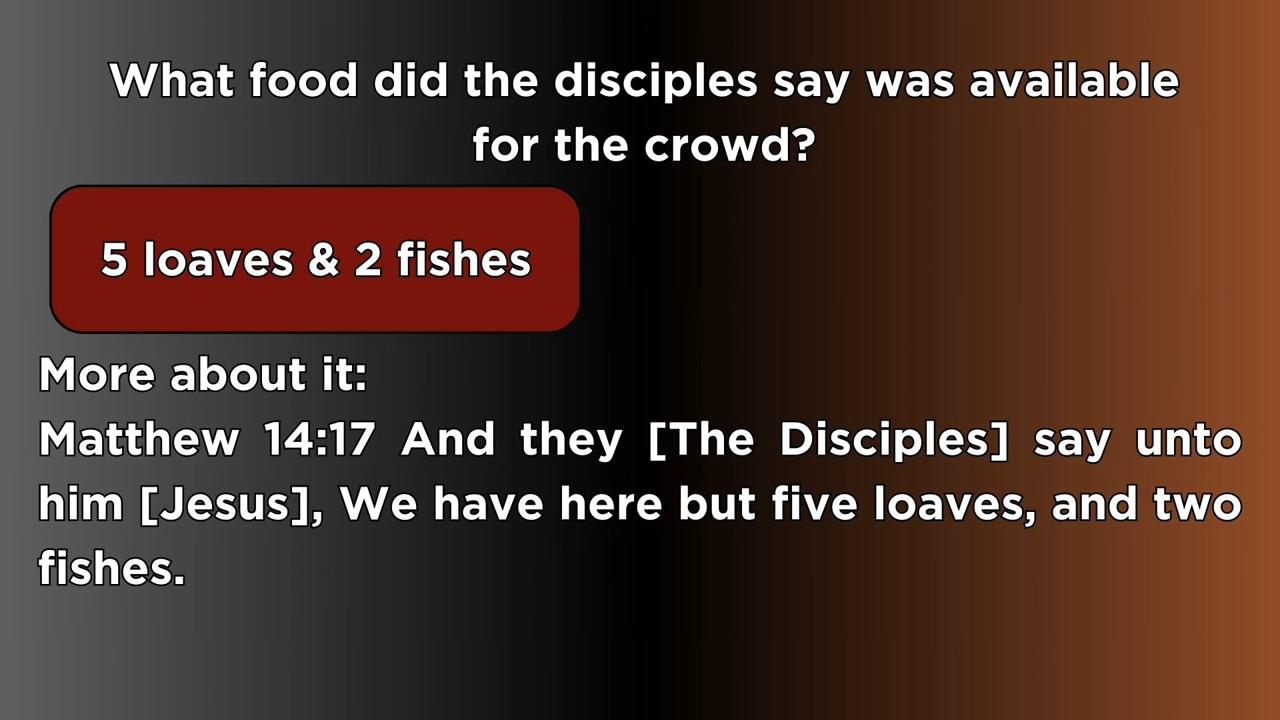 What food did the disciples say was available
for the crowd?
5 loaves & 2 fishes
More about it:
Matthew 14:17 And they [The Disciples] say unto
him [Jesus], We have here but five loaves, and two
fishes.